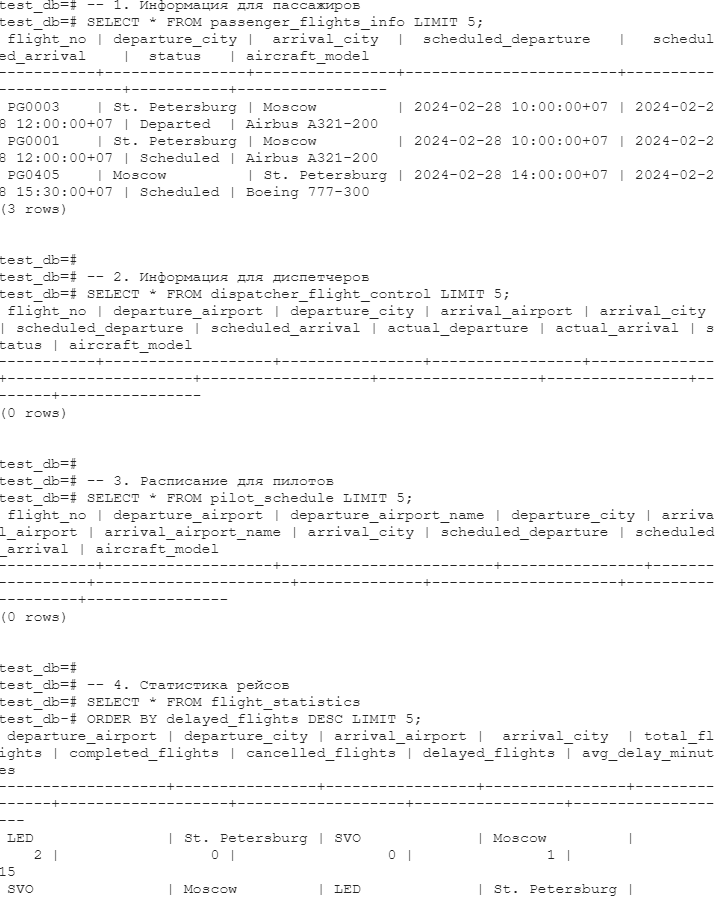 test_db=# -- 1. Информация для пассажиров
test_db=# SELECT * FROM passenger_flights_info LIMIT 5;
 flight_no | departure_city |  arrival_city  |  scheduled_departure   |   schedul
ed_arrival    |  status   | aircraft_model
-----------+----------------+----------------+------------------------+----------
--------------+-----------+----------------
 PG0003    | St. Petersburg | Moscow         | 2024-02-28 10:00:00+07 | 2024-02-2
8 12:00:00+07 | Departed  | Airbus A321-200
 PG0001    | St. Petersburg | Moscow         | 2024-02-28 10:00:00+07 | 2024-02-2
8 12:00:00+07 | Scheduled | Airbus A321-200
 PG0405    | Moscow         | St. Petersburg | 2024-02-28 14:00:00+07 | 2024-02-2
8 15:30:00+07 | Scheduled | Boeing 777-300
(3 rows)
test_db=#
test_db=# -- 2. Информация для диспетчеров
test_db=# SELECT * FROM dispatcher_flight_control LIMIT 5;
 flight_no | departure_airport | departure_city | arrival_airport | arrival_city
| scheduled_departure | scheduled_arrival | actual_departure | actual_arrival | s
tatus | aircraft_model
-----------+-------------------+----------------+-----------------+--------------
+---------------------+-------------------+------------------+----------------+--
------+----------------
(0 rows)
test_db=#
test_db=# -- 3. Расписание для пилотов
test_db=# SELECT * FROM pilot_schedule LIMIT 5;
 flight_no | departure_airport | departure_airport_name | departure_city | arriva
l_airport | arrival_airport_name | arrival_city | scheduled_departure | scheduled
_arrival | aircraft_model
-----------+-------------------+------------------------+----------------+-------
----------+----------------------+--------------+---------------------+----------
---------+----------------
(0 rows)
test_db=#
test_db=# -- 4. Статистика рейсов
test_db=# SELECT * FROM flight_statistics
test_db-# ORDER BY delayed_flights DESC LIMIT 5;
 departure_airport | departure_city | arrival_airport |  arrival_city  | total_fl
ights | completed_flights | cancelled_flights | delayed_flights | avg_delay_minut
es
-------------------+----------------+-----------------+----------------+---------
------+-------------------+-------------------+-----------------+----------------
---
 LED               | St. Petersburg | SVO             | Moscow         |
    2 |                 0 |                 0 |               1 |
15
 SVO               | Moscow         | LED             | St. Petersburg |